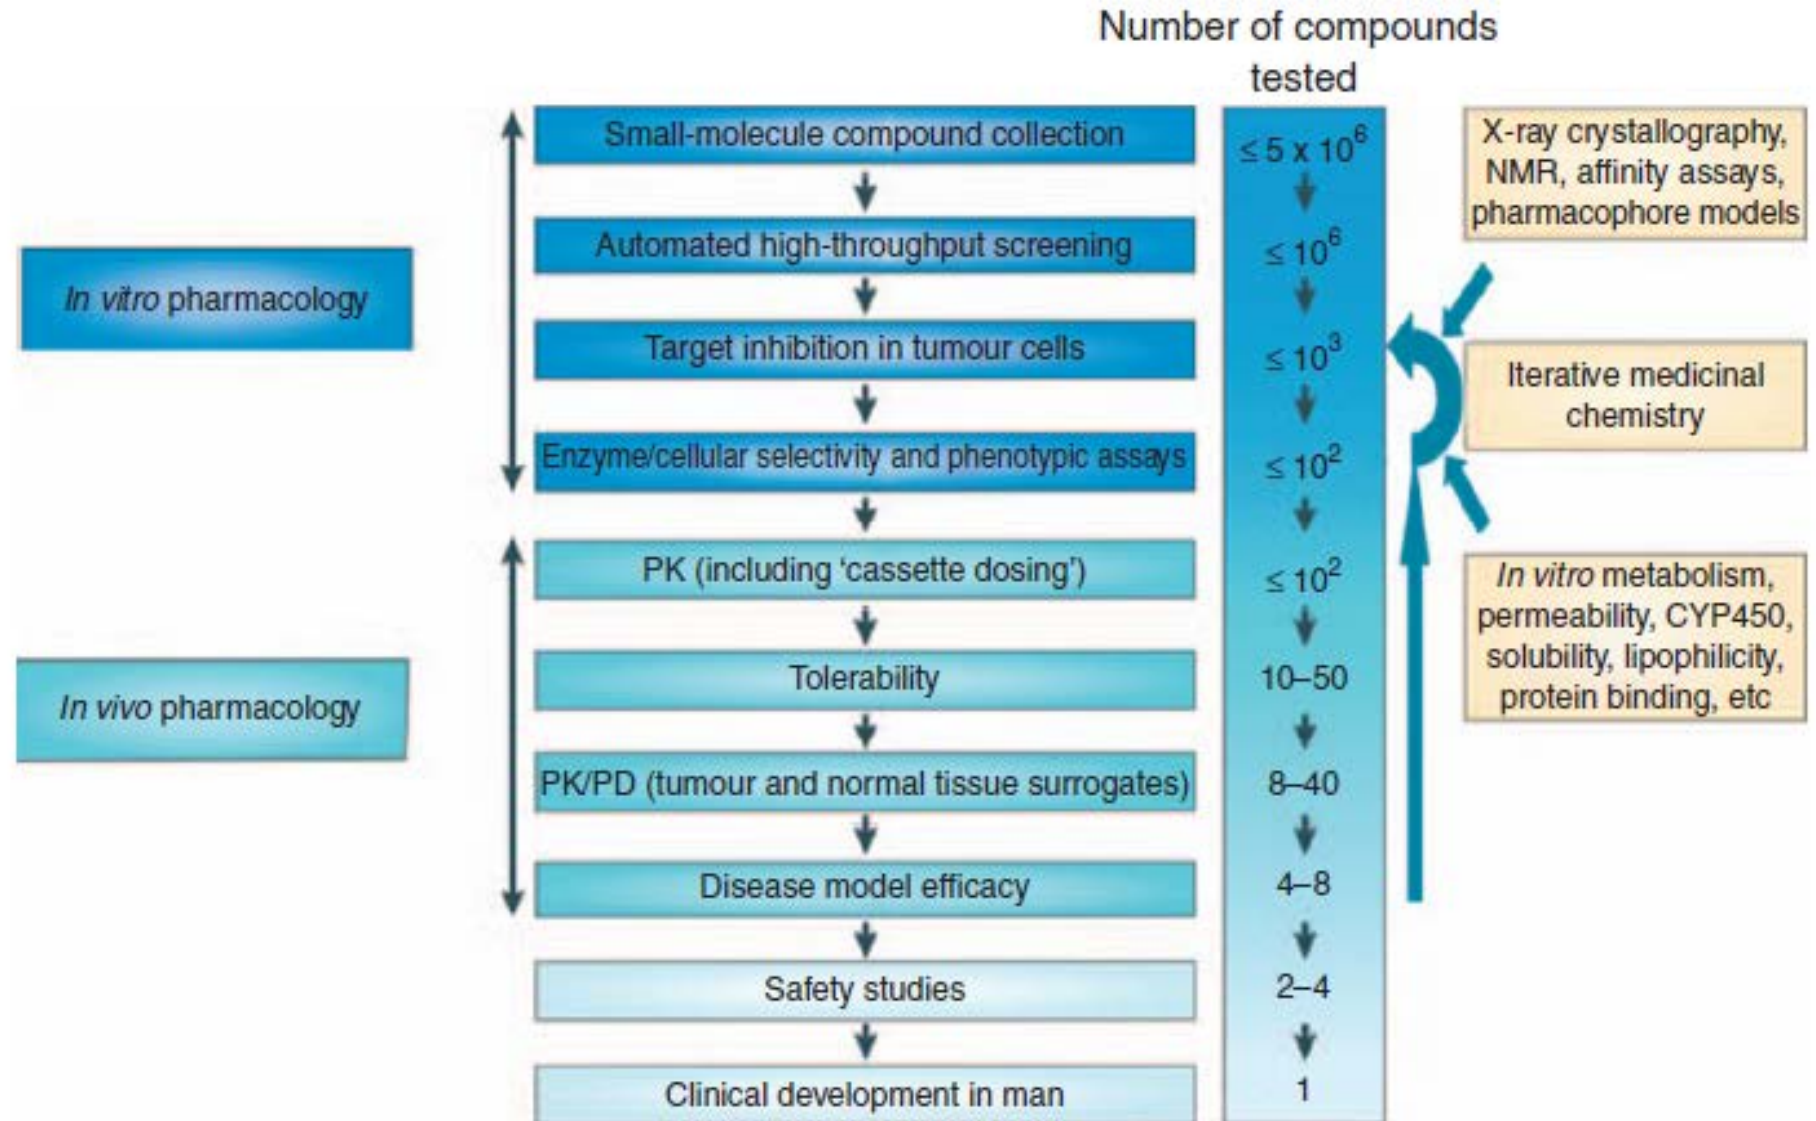 Number of compounds
tested
Small-molecule compound collection
≤ 5 x 10⁶
Automated high-throughput screening
≤ 10⁶
Target inhibition in tumour cells
≤ 10³
Enzyme/cellular selectivity and phenotypic assays
≤ 10²
PK (including ‘cassette dosing’)
≤ 10²
Tolerability
10–50
PK/PD (tumour and normal tissue surrogates)
8–40
Disease model efficacy
4–8
Safety studies
2–4
Clinical development in man
1
In vitro pharmacology
In vivo pharmacology
X-ray crystallography,
NMR, affinity assays,
pharmacophore models
Iterative medicinal
chemistry
In vitro metabolism,
permeability, CYP450,
solubility, lipophilicity,
protein binding, etc